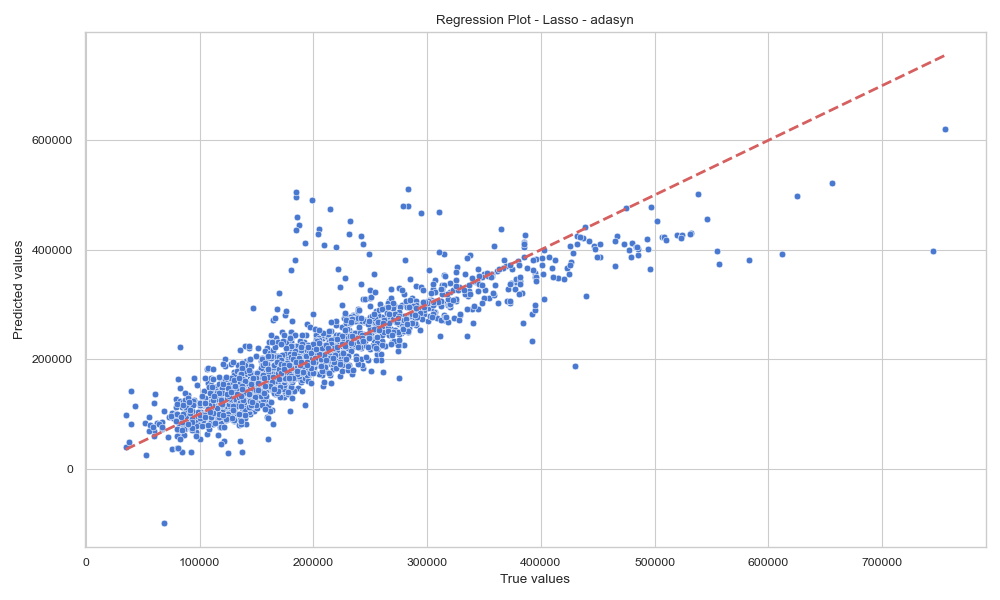 Regression Plot - Lasso - adasyn
Predicted values
600000
400000
200000
0
0 100000 200000 300000 400000 500000 600000 700000
True values